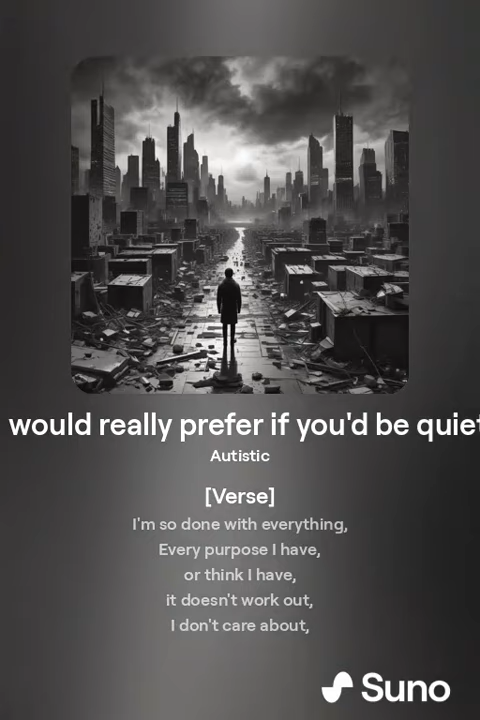 would really prefer if you'd be quiet
Autistic
[Verse]
I'm so done with everything,
Every purpose I have,
or think I have,
it doesn't work out,
I don't care about,
Suno